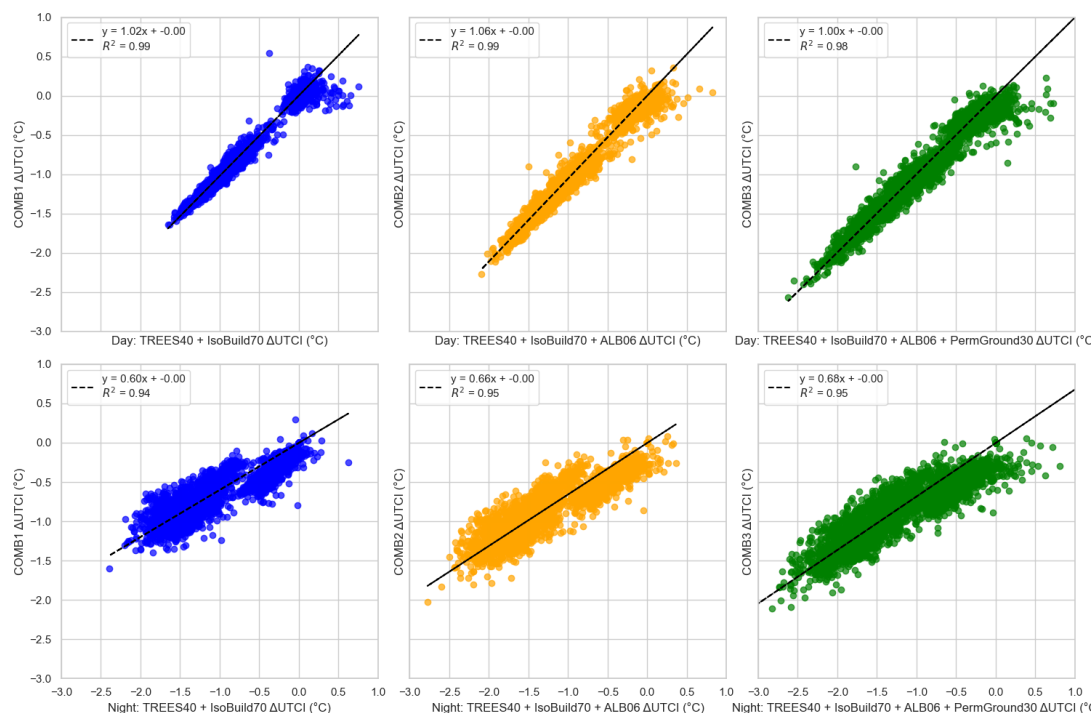 y = 1.02x + -0.00
R² = 0.99
y = 1.06x + -0.00
R² = 0.99
y = 1.00x + -0.00
R² = 0.98
1.0
0.5
0.0
−0.5
−1.0
−1.5
−2.0
−2.5
−3.0
COMB1 ΔUTCI (°C)
COMB2 ΔUTCI (°C)
COMB3 ΔUTCI (°C)
Day: TREES40 + IsoBuild70 ΔUTCI (°C)
Day: TREES40 + IsoBuild70 + ALB06 ΔUTCI (°C)
Day: TREES40 + IsoBuild70 + ALB06 + PermGround30 ΔUTCI (°C
y = 0.60x + -0.00
R² = 0.94
y = 0.66x + -0.00
R² = 0.95
y = 0.68x + -0.00
R² = 0.95
1.0
0.5
0.0
−0.5
−1.0
−1.5
−2.0
−2.5
−3.0
COMB1 ΔUTCI (°C)
COMB2 ΔUTCI (°C)
COMB3 ΔUTCI (°C)
−3.0 −2.5 −2.0 −1.5 −1.0 −0.5 0.0 0.5 1.0
−3.0 −2.5 −2.0 −1.5 −1.0 −0.5 0.0 0.5 1.0
−3.0 −2.5 −2.0 −1.5 −1.0 −0.5 0.0 0.5 1.0
Night: TREES40 + IsoBuild70 ΔUTCI (°C)
Night: TREES40 + IsoBuild70 + ALB06 ΔUTCI (°C)
Night: TREES40 + IsoBuild70 + ALB06 + PermGround30 ΔUTCI (°C